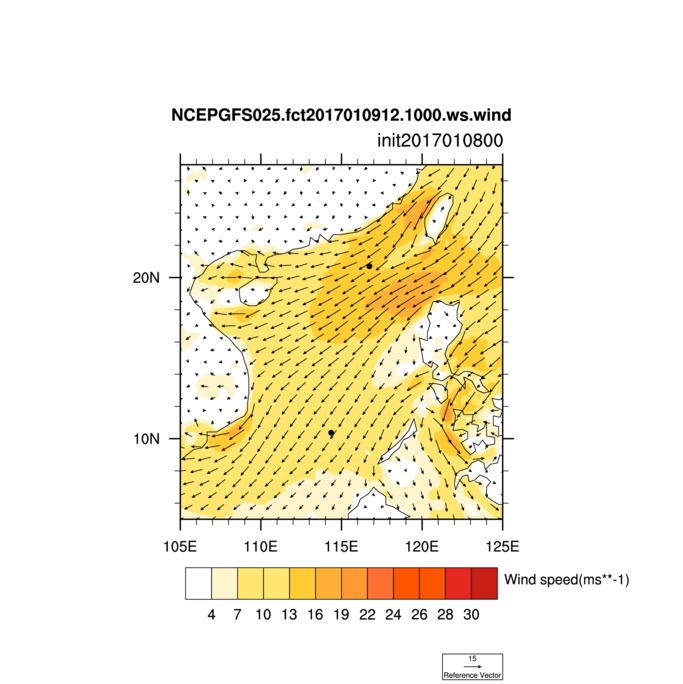 NCEPGFS025.fct2017010912.1000.ws.wind
init2017010800
20N
10N
105E 110E 115E 120E 125E
Wind speed(ms**-1)
4 7 10 13 16 19 22 24 26 28 30
15
Reference Vector